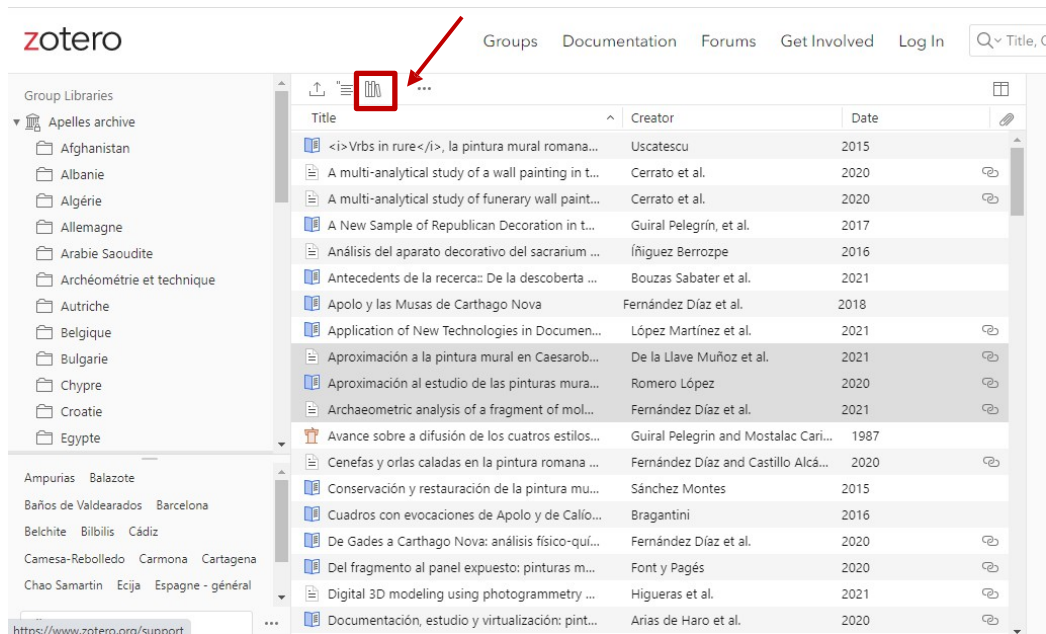 zotero
Groups Documentation Forums Get Involved Log In Title, C
Group Libraries
Apelles archive
Afghanistan
Albanie
Algérie
Allemagne
Arabie Saoudite
Archéométrie et technique
Autriche
Belgique
Bulgarie
Chypre
Croatie
Egypte
Ampurias Balazote
Baños de Valdearados Barcelona
Belchite Bilbilis Cádiz
Camesa-Rebolledo Carmona Cartagena
Chao Samartin Ecija Espagne - général
https://www.zotero.org/support
Title Creator Date
<i>Vrbs in rure</i>, la pintura mural romana... Uscatescu 2015
A multi-analytical study of a wall painting in t... Cerrato et al. 2020
A multi-analytical study of funerary wall paint... Cerrato et al. 2020
A New Sample of Republican Decoration in t... Guiral Pelegrín, et al. 2017
Análisis del aparato decorativo del sacrarium ... Íñiguez Berrozpe 2016
Antecedents de la recerca:: De la descoberta ... Bouzas Sabater et al. 2021
Apolo y las Musas de Carthago Nova Fernández Díaz et al. 2018
Application of New Technologies in Documen... López Martínez et al. 2021
Aproximación a la pintura mural en Caesarob... De la Llave Muñoz et al. 2021
Aproximación al estudio de las pinturas mura... Romero López 2020
Archaeometric analysis of a fragment of mol... Fernández Díaz et al. 2021
Avance sobre a difusión de los cuatros estilos... Guiral Pelegrin and Mostalac Cari... 1987
Cenefas y orlas caladas en la pintura romana ... Fernández Díaz and Castillo Alcá... 2020
Conservación y restauración de la pintura mu... Sánchez Montes 2015
Cuadros con evocaciones de Apolo y de Calío... Bragantini 2016
De Gades a Carthago Nova: análisis físico-quí... Fernández Díaz et al. 2020
Del fragmento al panel expuesto: pinturas m... Font y Pagés 2020
Digital 3D modeling using photogrammetry ... Higueras et al. 2021
Documentación, estudio y virtualización: pint... Arias de Haro et al. 2020